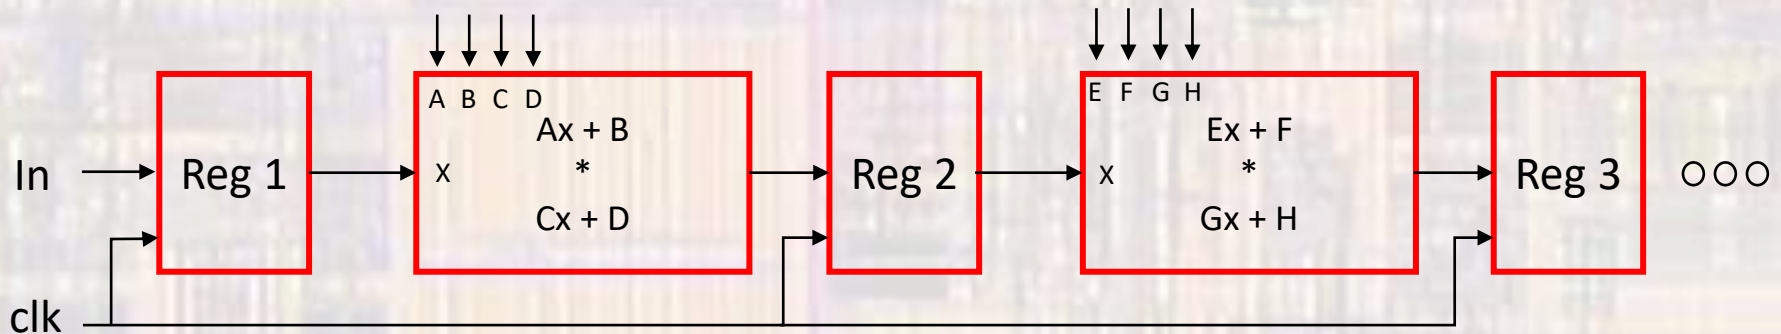 A B C D
E F G H
Ax + B
Ex + F
In
Reg 1
X
*
Reg 2
X
*
Reg 3
Cx + D
Gx + H
clk